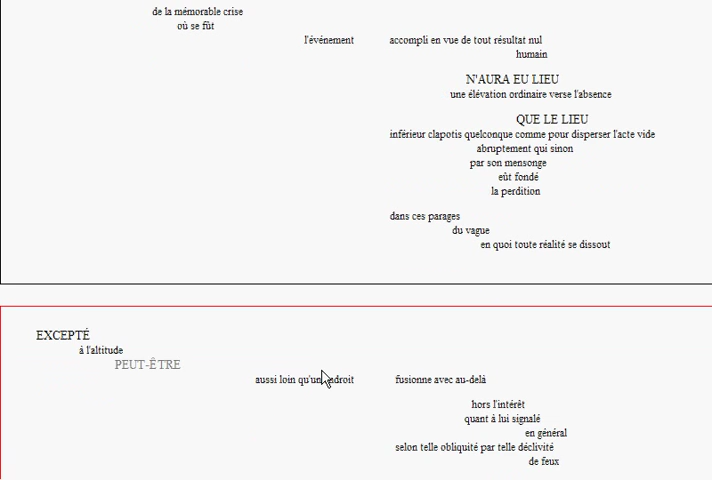 de la mémorable crise
où se fût
l'événement accompli en vue de tout résultat nul
humain
N'AURA EU LIEU
une élévation ordinaire verse l'absence
QUE LE LIEU
inférieur clapotis quelconque comme pour disperser l'acte vide
abruptement qui sinon
par son mensonge
eût fondé
la perdition
dans ces parages
du vague
en quoi toute réalité se dissout
EXCEPTÉ
à l'altitude
PEUT-ÊTRE
aussi loin qu'un endroit fusionne avec au-delà
hors l'intérêt
quant à lui signalé
en général
selon telle obliquité par telle déclivité
de feux